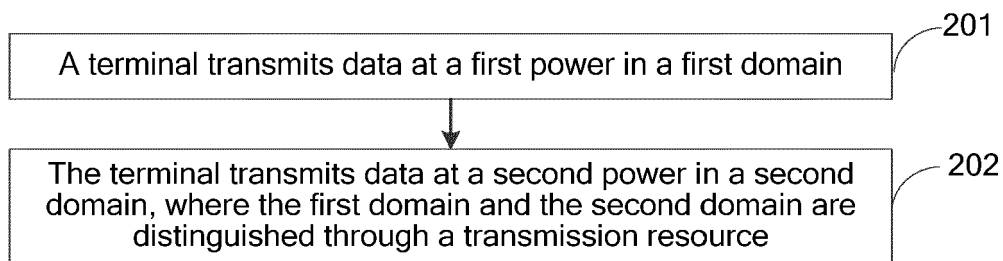 201
A terminal transmits data at a first power in a first domain
202
The terminal transmits data at a second power in a second
domain, where the first domain and the second domain are
distinguished through a transmission resource